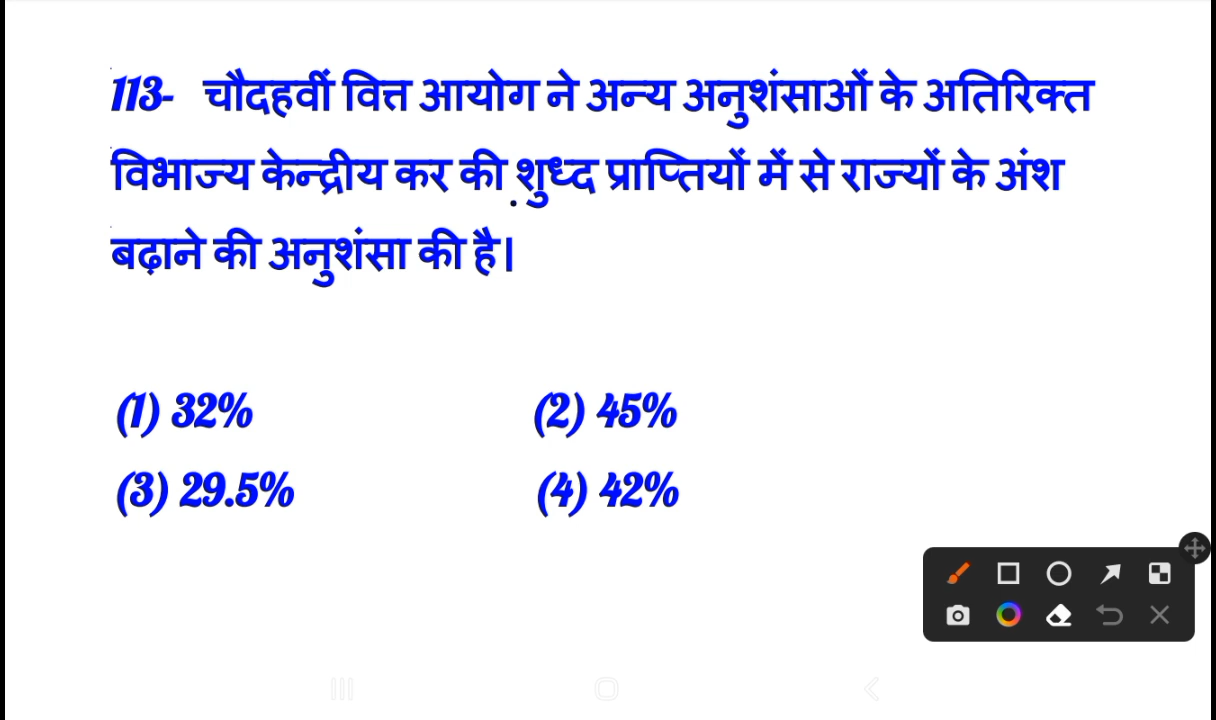 113- चौदहवीं वित्त आयोग ने अन्य अनुशंसाओं के अतिरिक्त
विभाज्य केन्द्रीय कर की शुध्द प्राप्तियों में से राज्यों के अंश
बढ़ाने की अनुशंसा की है।
(1) 32% (2) 45%
(3) 29.5% (4) 42%